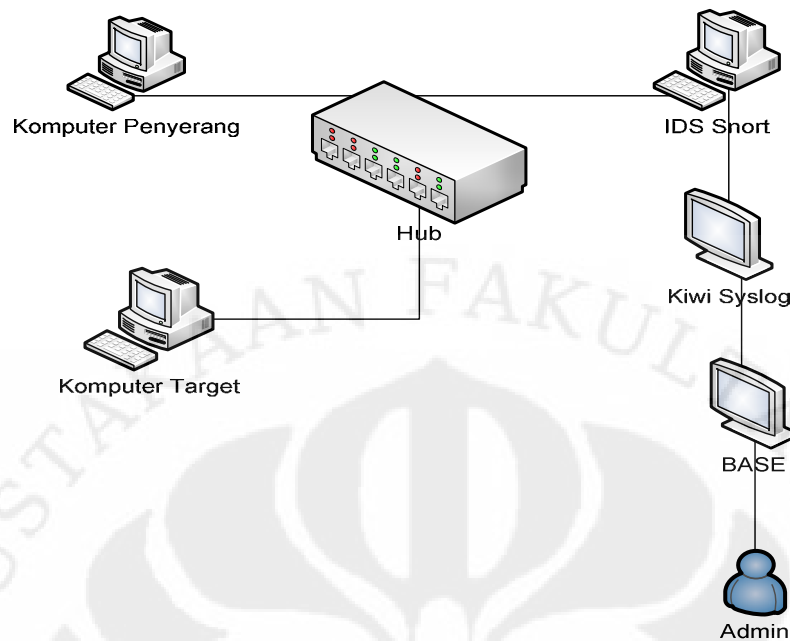 Komputer Penyerang
IDS Snort
Hub
Kiwi Syslog
Komputer Target
BASE
Admin